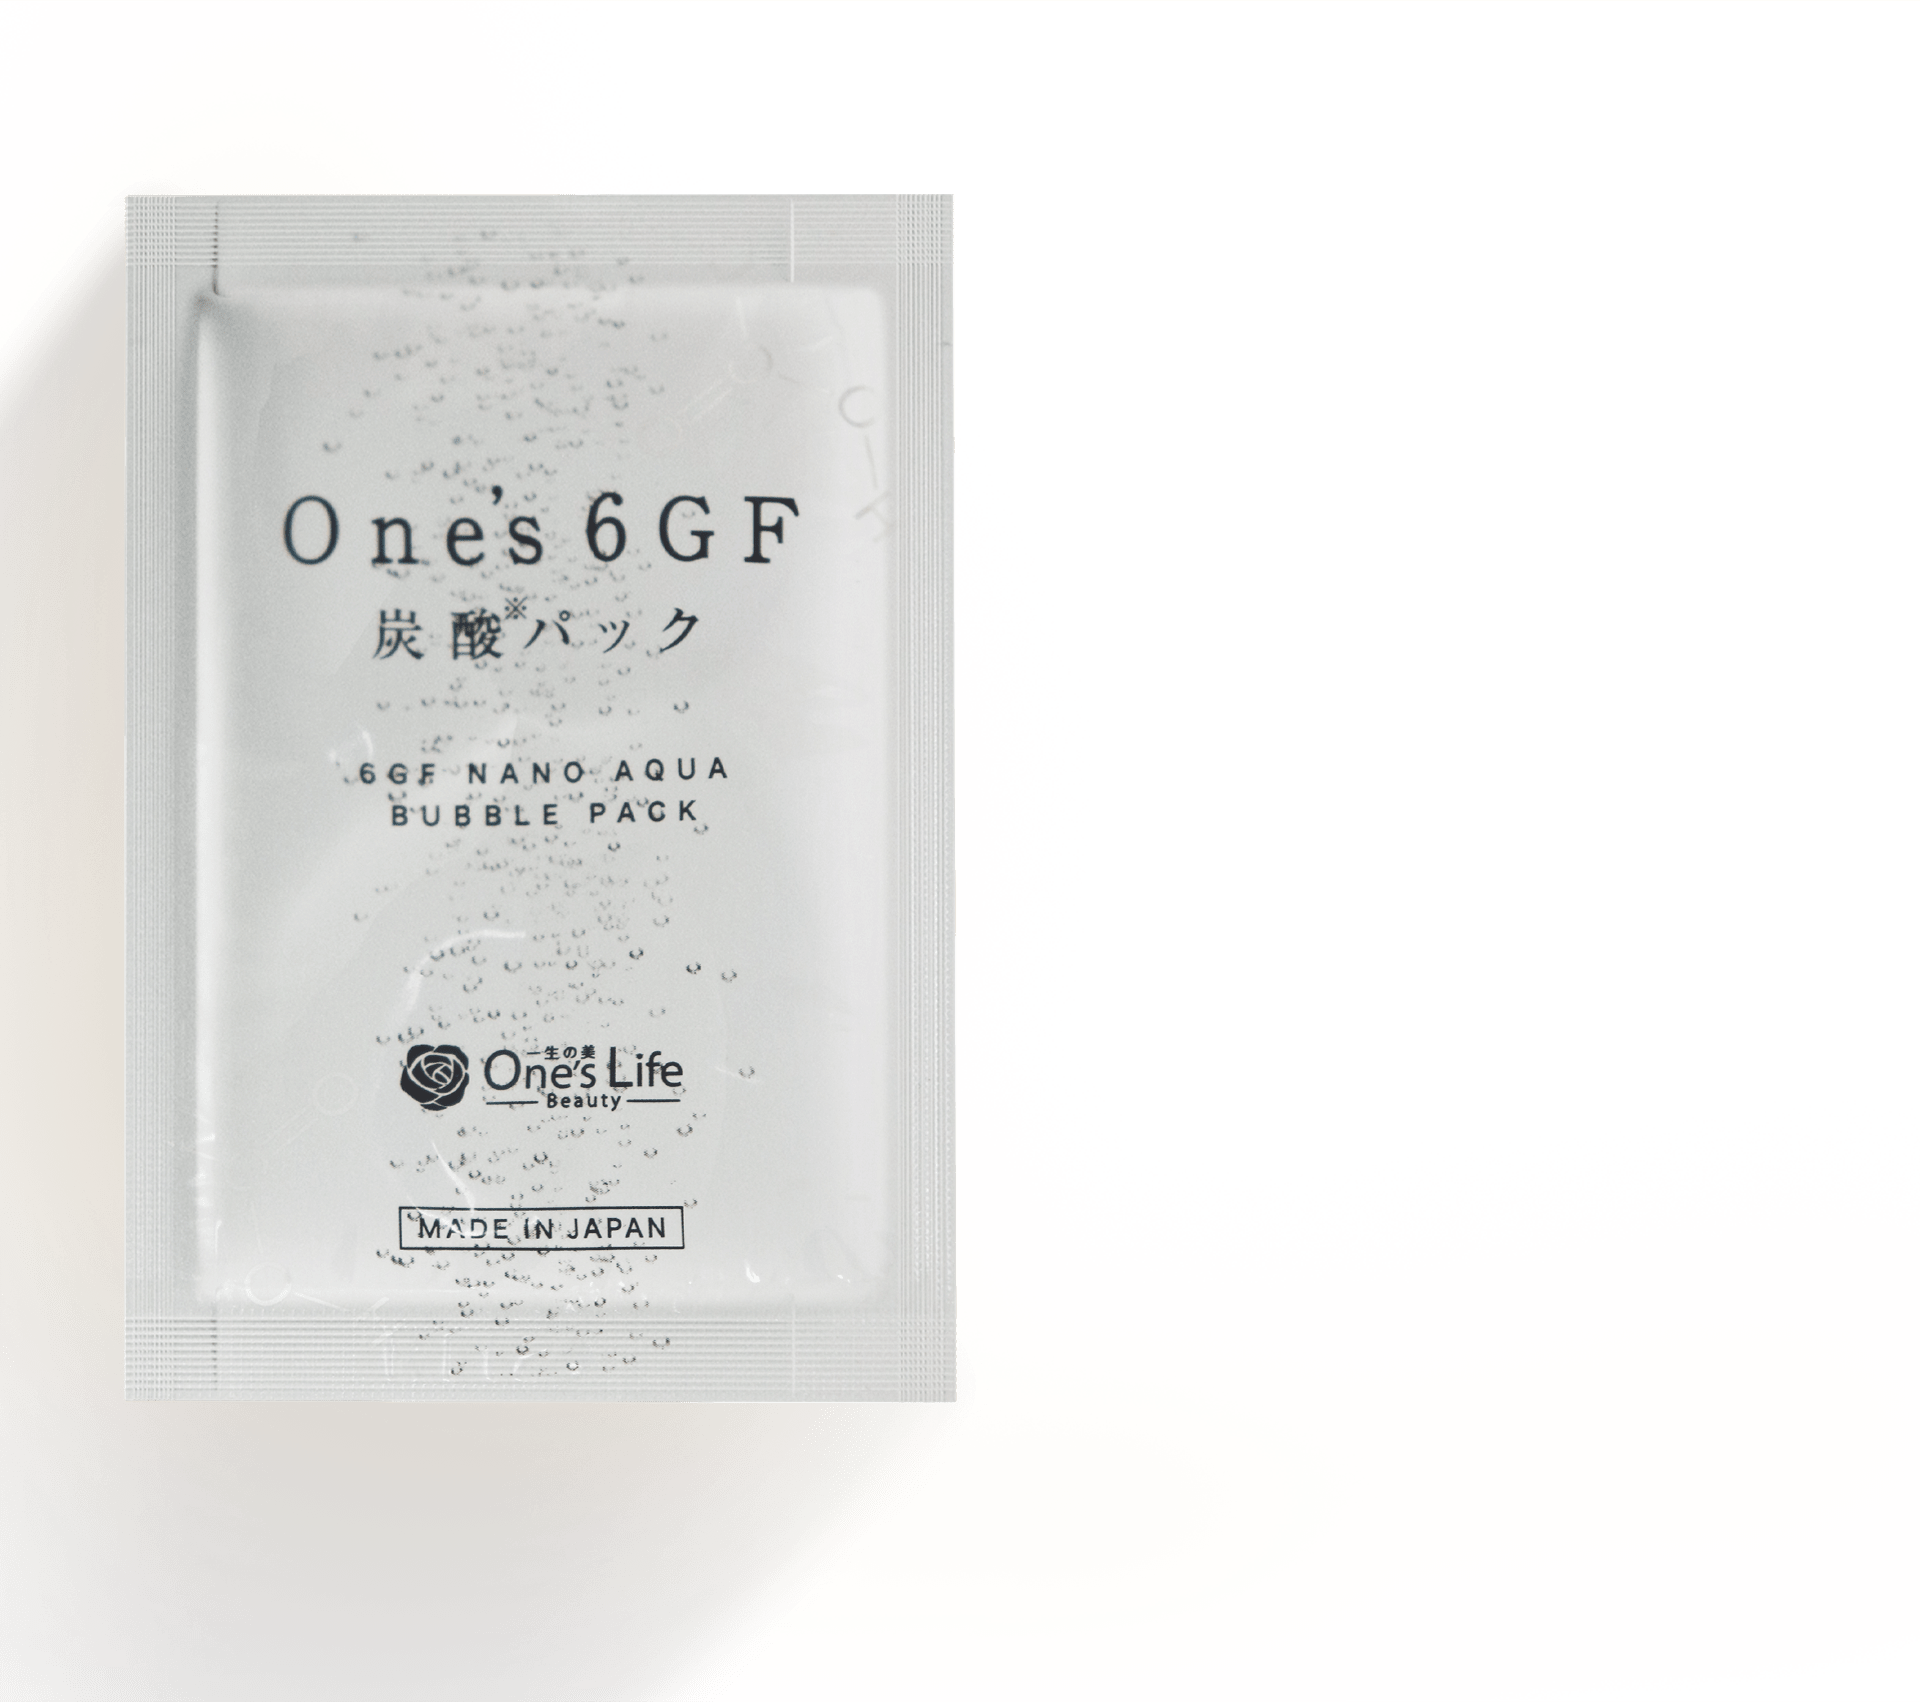 One's 6GF
炭酸※パック
6GF NANO AQUA
BUBBLE PACK
一生の美
One's Life
Beauty
MADE IN JAPAN